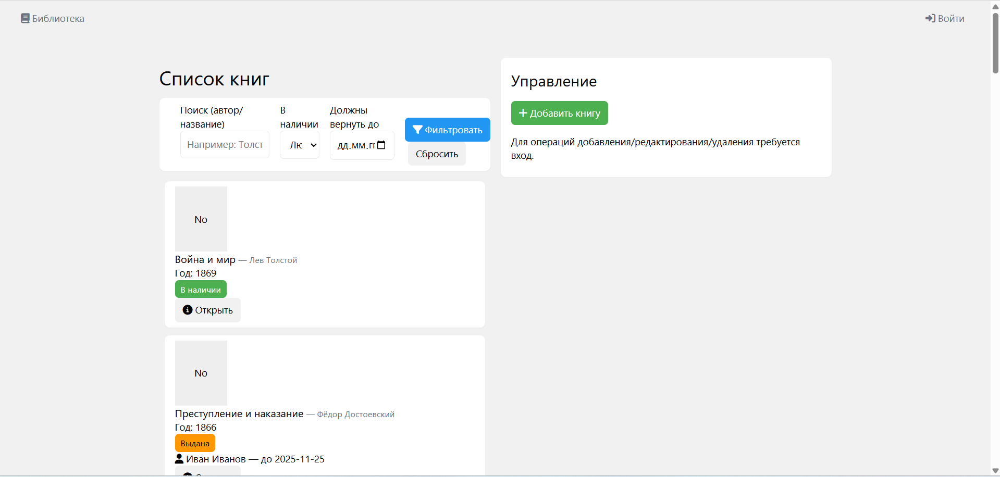 Библиотека
Войти
Список книг
Поиск (автор/
название)
Например: Толст
В
наличии
Лю
Должны
вернуть до
дд.мм.гг
Фильтровать
Сбросить
No
Война и мир — Лев Толстой
Год: 1869
В наличии
Открыть
No
Преступление и наказание — Фёдор Достоевский
Год: 1866
Выдана
Иван Иванов — до 2025-11-25
Управление
Добавить книгу
Для операций добавления/редактирования/удаления требуется
вход.